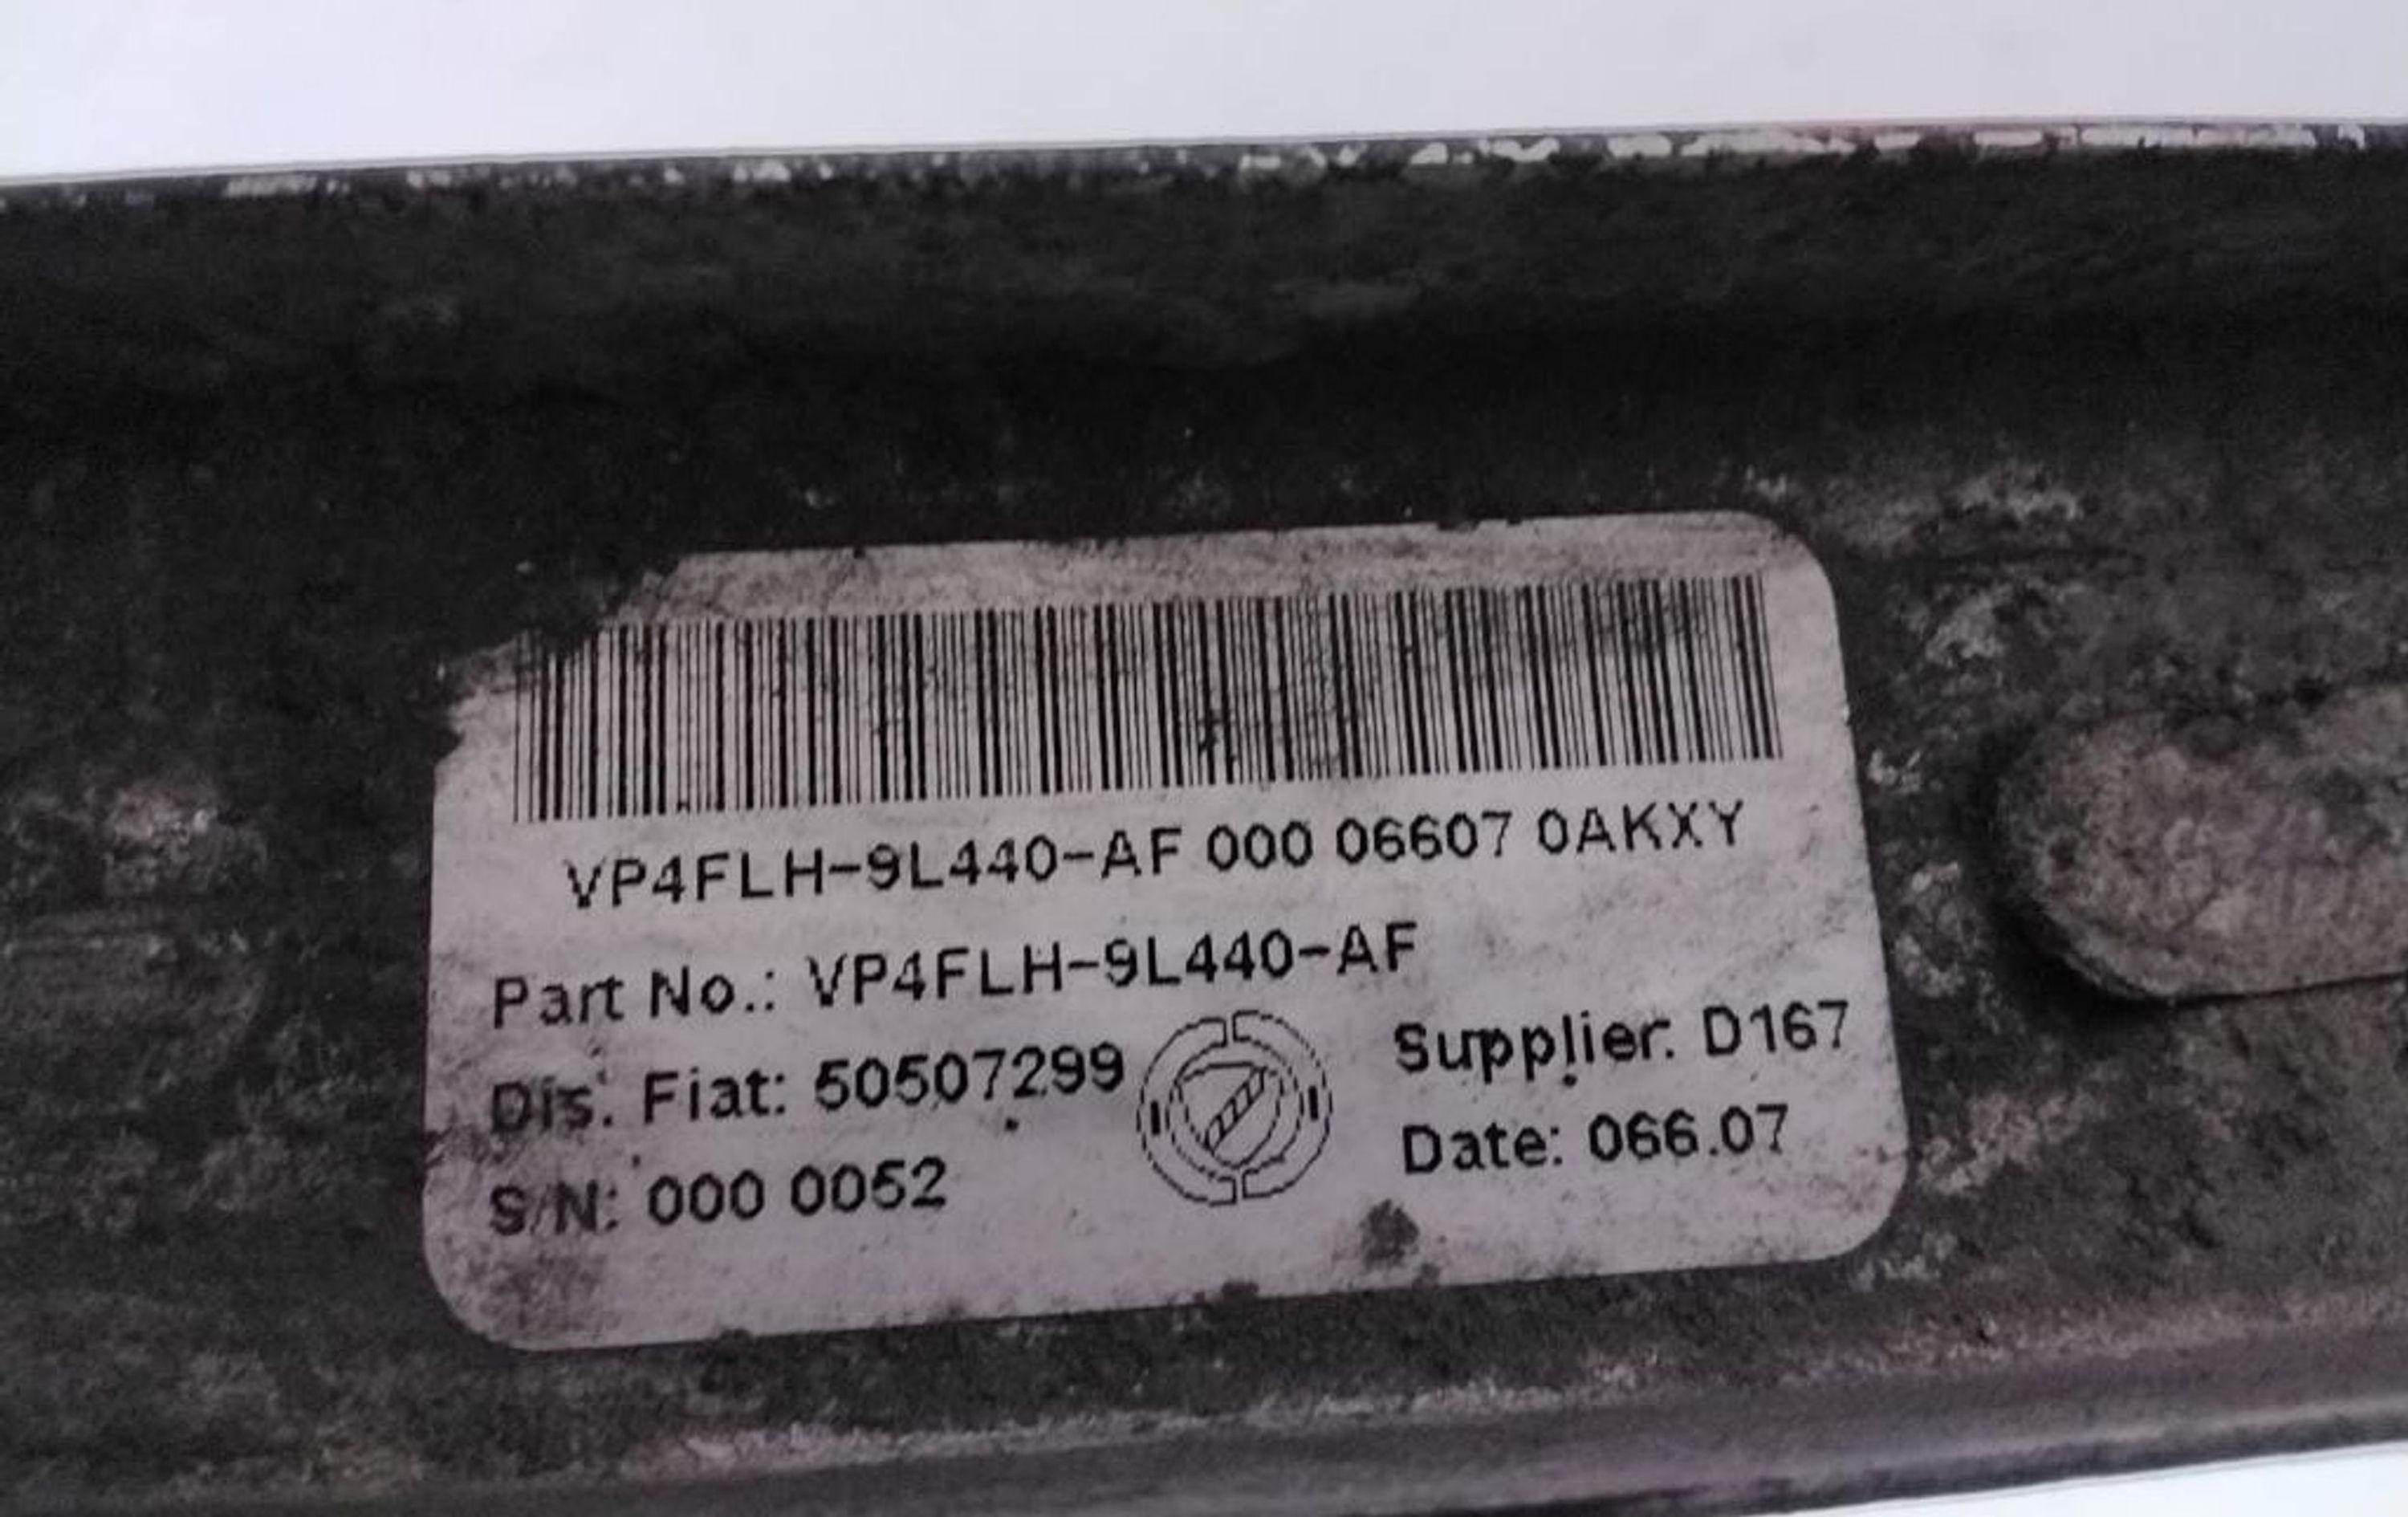 VP4FLH-9L440-AF 000 06607 0AKXY
Part No.: VP4FLH-9L440-AF
Dis. Fiat: 50507299
Supplier: D167
S/N: 000 0052
Date: 066.07